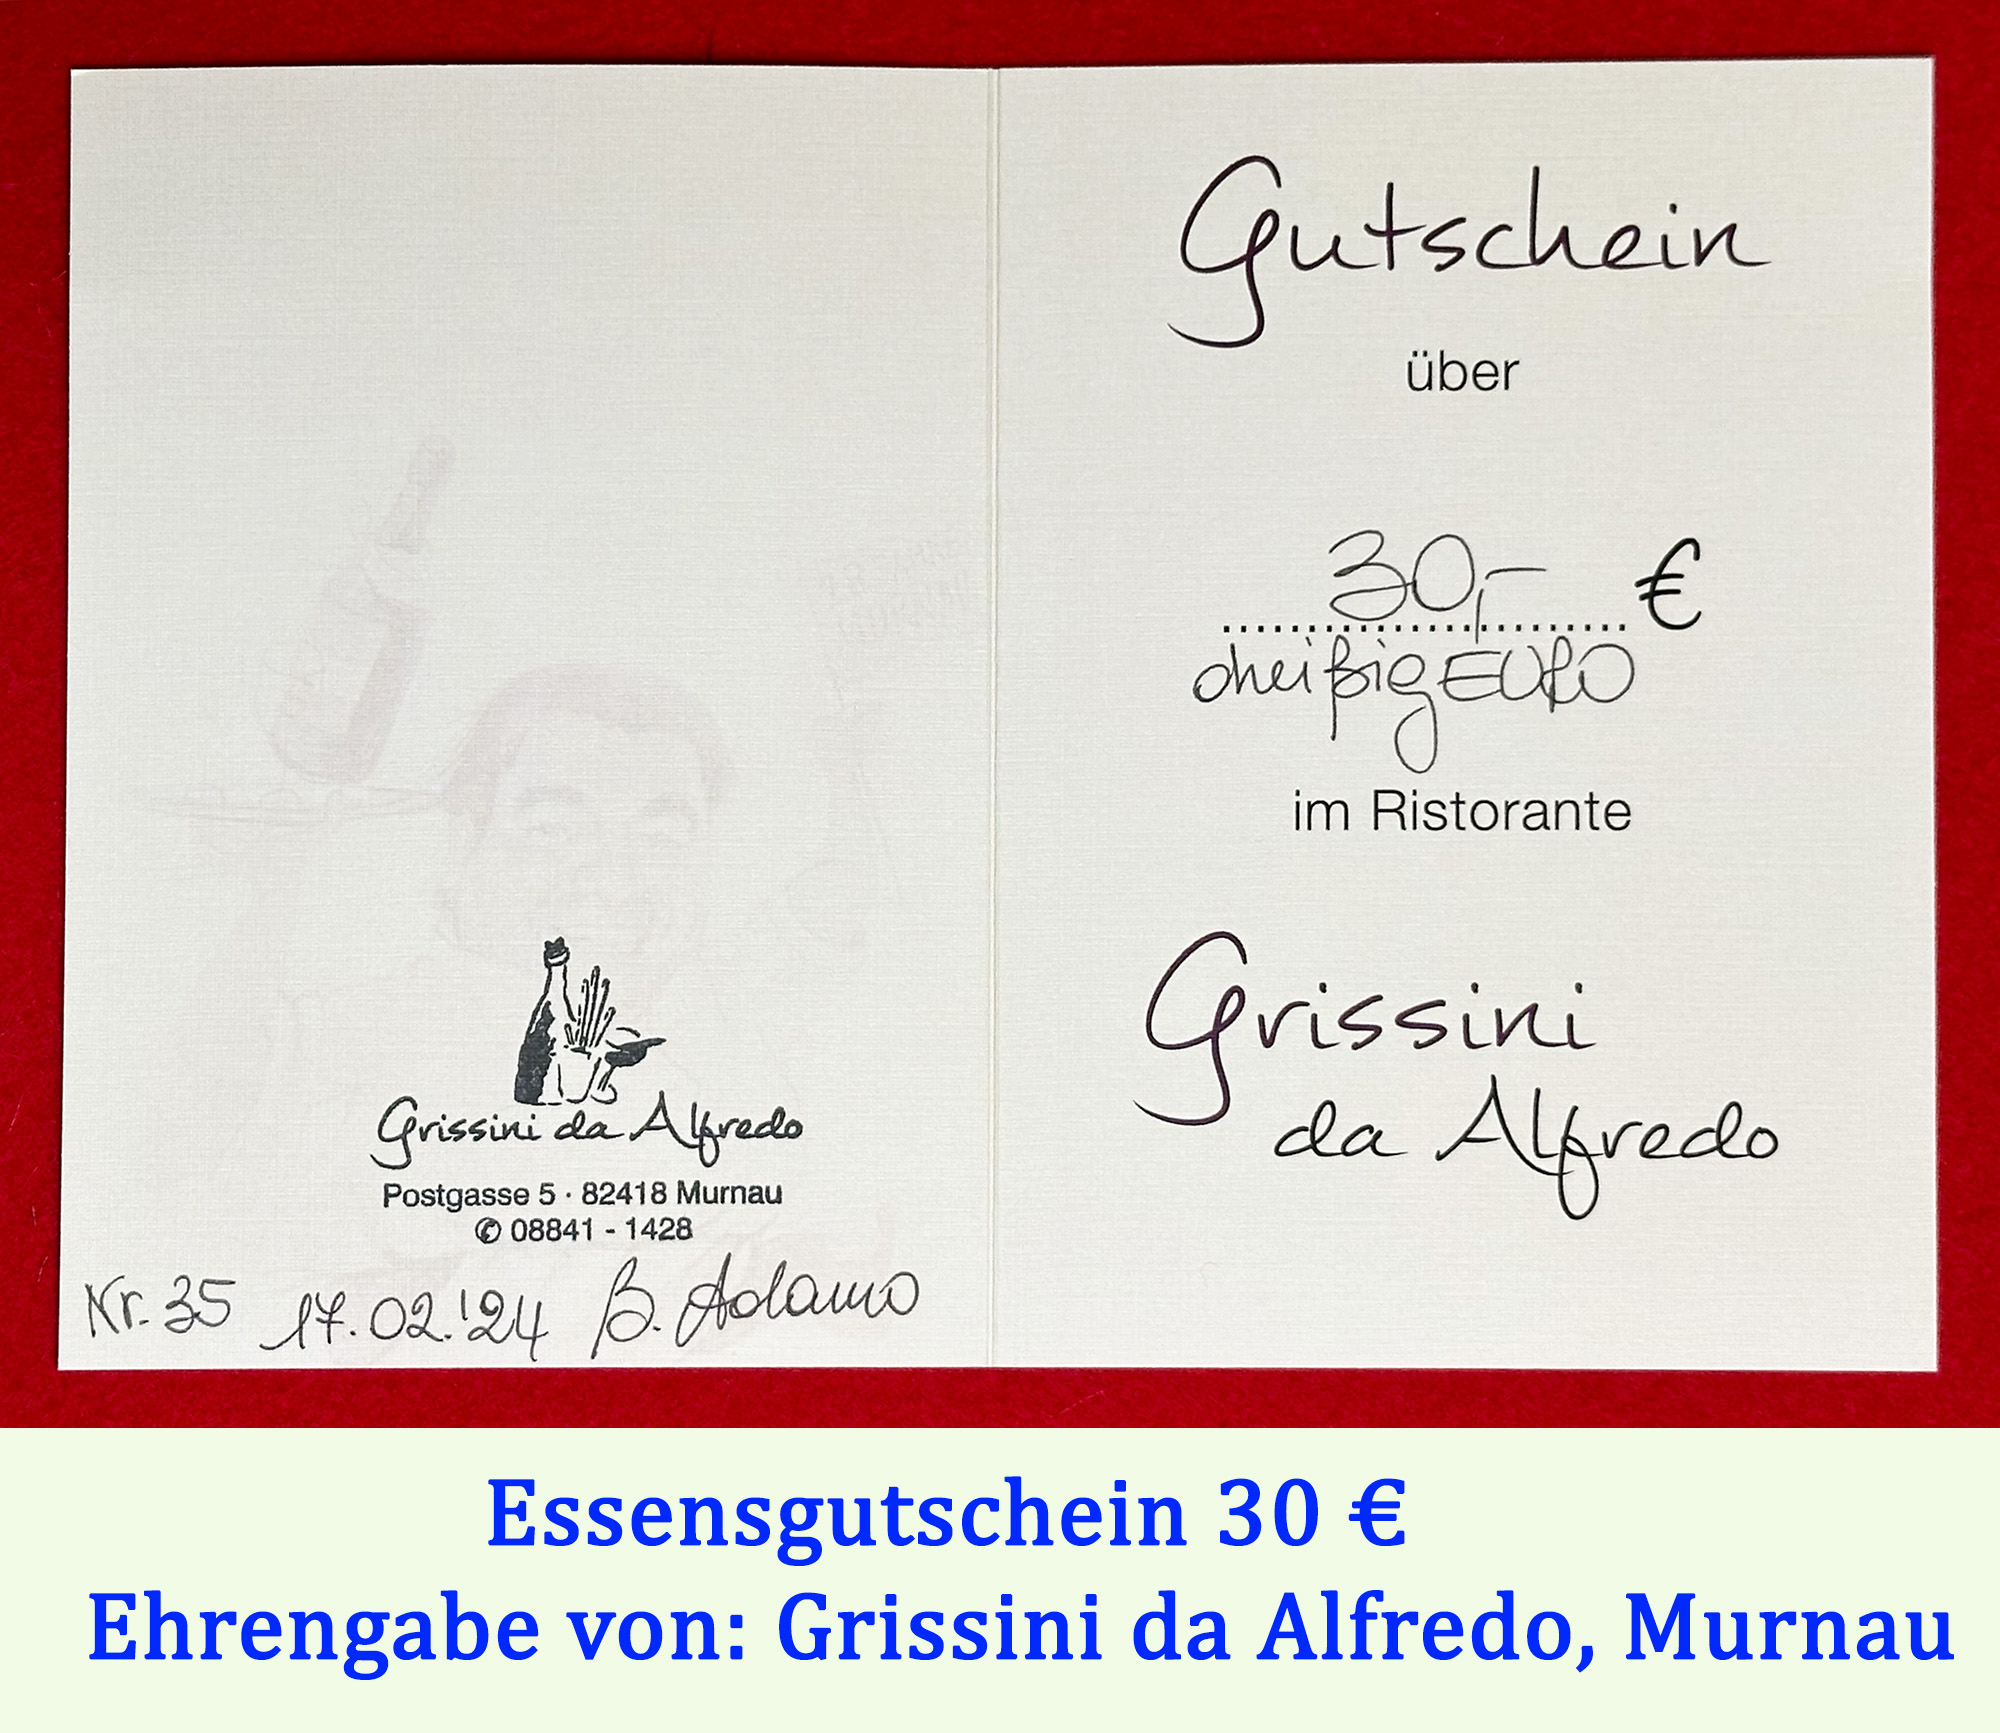 Grissini da Alfredo
Postgasse 5 · 82418 Murnau
✆ 08841 - 1428
Nr. 35 17.02.'24 B. Adamo
Gutschein
über
30,- €
dreißig EURO
im Ristorante
Grissini
da Alfredo
Essensgutschein 30 €
Ehrengabe von: Grissini da Alfredo, Murnau